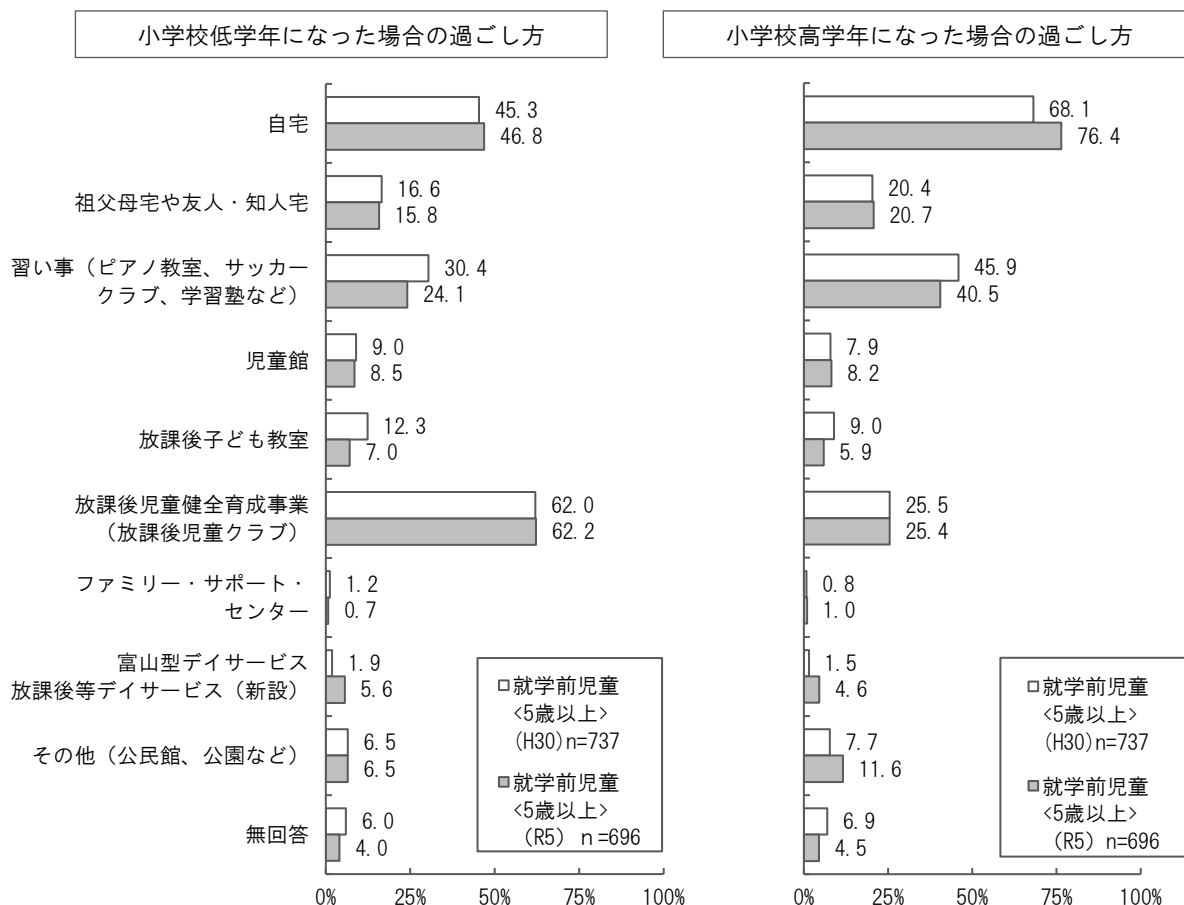 小学校低学年になった場合の過ごし方
小学校高学年になった場合の過ごし方
自宅
45.3
46.8
68.1
76.4
祖父母宅や友人・知人宅
16.6
15.8
20.4
20.7
習い事（ピアノ教室、サッカー
クラブ、学習塾など）
30.4
24.1
45.9
40.5
児童館
9.0
8.5
7.9
8.2
放課後子ども教室
12.3
7.0
9.0
5.9
放課後児童健全育成事業
（放課後児童クラブ）
62.0
62.2
25.5
25.4
ファミリー・サポート・
センター
1.2
0.7
0.8
1.0
富山型デイサービス
放課後等デイサービス（新設）
1.9
5.6
1.5
4.6
その他（公民館、公園など）
6.5
6.5
7.7
11.6
無回答
6.0
4.0
6.9
4.5
就学前児童
<5歳以上>
(H30)n=737
就学前児童
<5歳以上>
（R5）ｎ=696
就学前児童
<5歳以上>
(H30)n=737
就学前児童
<5歳以上>
（R5）n=696
0% 25% 50% 75% 100%
0% 25% 50% 75% 100%